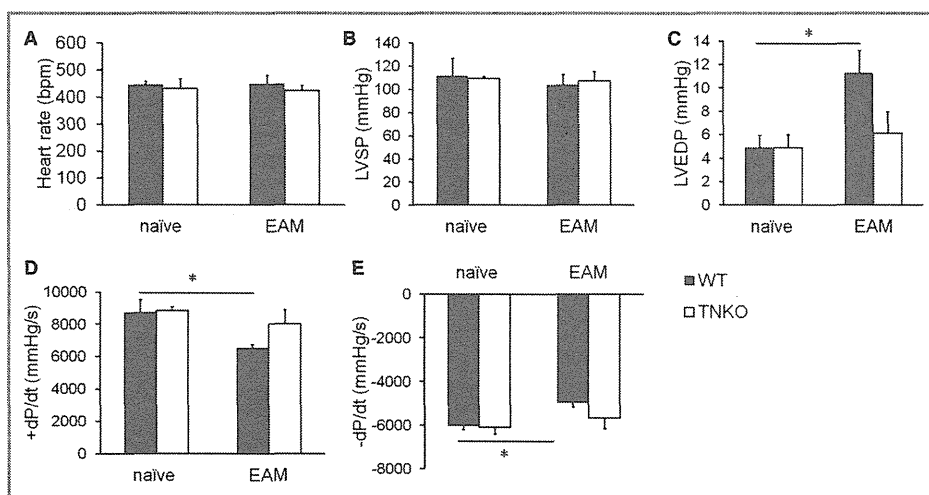 A
Heart rate (bpm)
600
500
400
300
200
100
0
naïve EAM
B
LVSP (mmHg)
140
120
100
80
60
40
20
0
naïve EAM
C
LVEDP (mmHg)
14
12
10
8
6
4
2
0
*
naïve EAM
D
+dP/dt (mmHg/s)
10000
8000
6000
4000
2000
0
*
naïve EAM
E
-dP/dt (mmHg/s)
naïve EAM
0
-2000
-4000
-6000
-8000
*
WT
TNKO